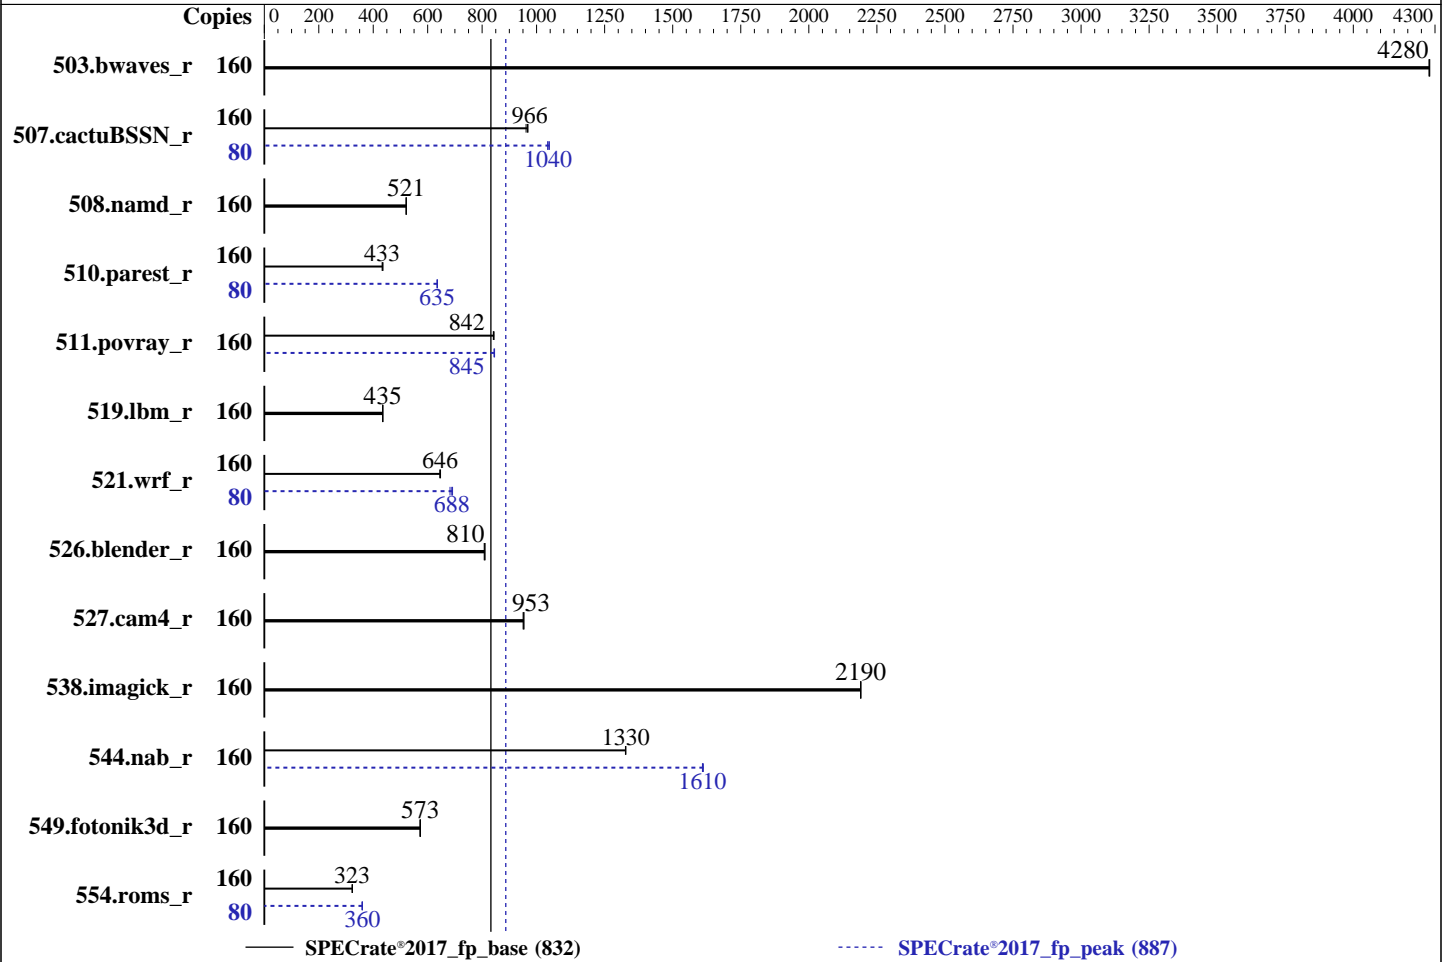 Copies 0 200 400 600 800 1000 1250 1500 1750 2000 2250 2500 2750 3000 3250 3500 3750 4000 4300
503.bwaves_r 160 4280
507.cactuBSSN_r 160 966
80 1040
508.namd_r 160 521
510.parest_r 160 433
80 635
511.povray_r 160 842
845
519.lbm_r 160 435
521.wrf_r 160 646
80 688
526.blender_r 160 810
527.cam4_r 160 953
538.imagick_r 160 2190
544.nab_r 160 1330
1610
549.fotonik3d_r 160 573
554.roms_r 160 323
80 360
SPECrate®2017_fp_base (832) SPECrate®2017_fp_peak (887)